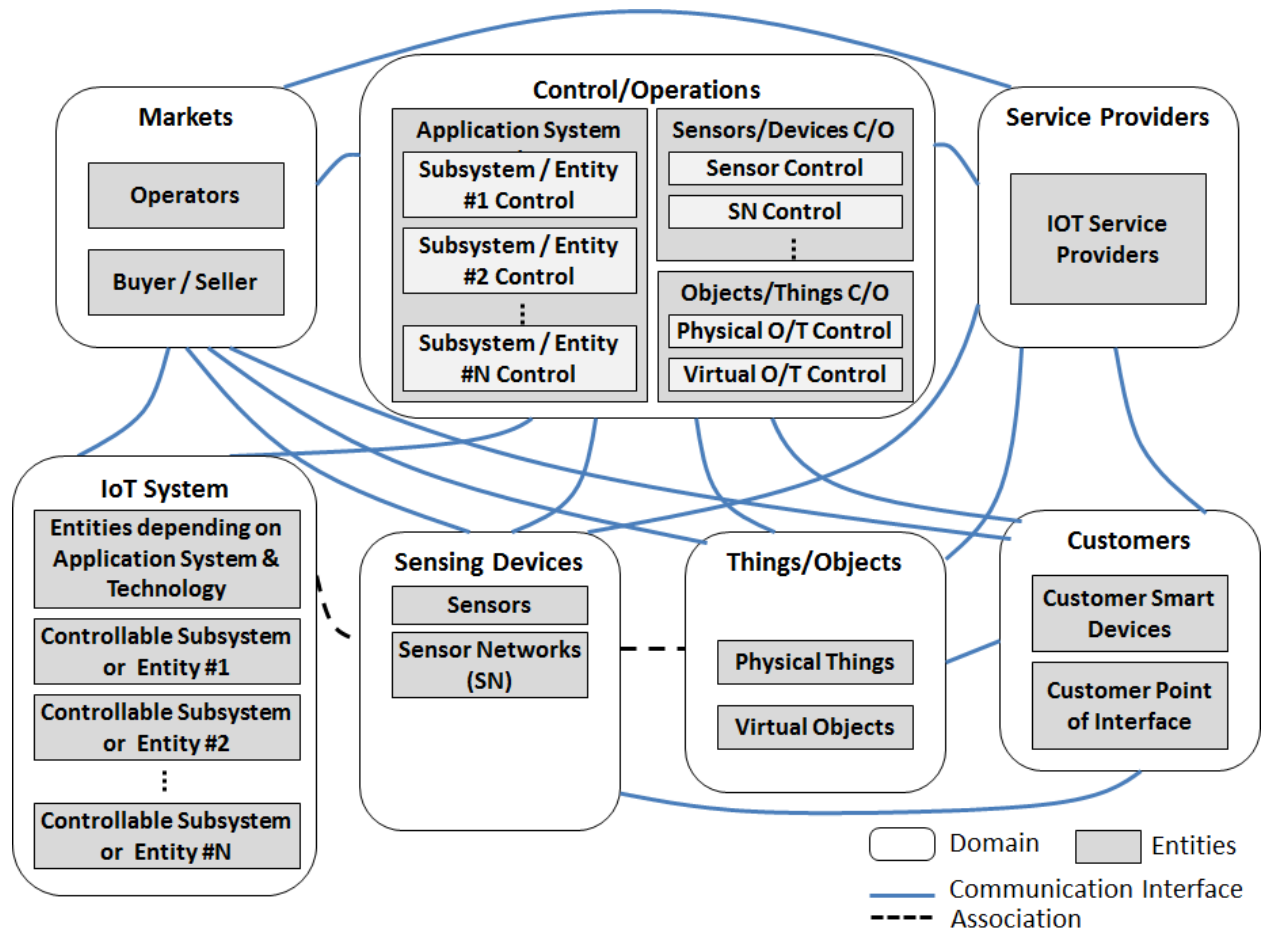 Markets
Operators
Buyer / Seller
Control/Operations
Application System
Subsystem / Entity
#1 Control
Subsystem / Entity
#2 Control
Subsystem / Entity
#N Control
Sensors/Devices C/O
Sensor Control
SN Control
Objects/Things C/O
Physical O/T Control
Virtual O/T Control
Service Providers
IOT Service
Providers
IoT System
Entities depending on
Application System &
Technology
Controllable Subsystem
or Entity #1
Controllable Subsystem
or Entity #2
Controllable Subsystem
or Entity #N
Sensing Devices
Sensors
Sensor Networks
(SN)
Things/Objects
Physical Things
Virtual Objects
Customers
Customer Smart
Devices
Customer Point
of Interface
Domain
Entities
Communication Interface
Association